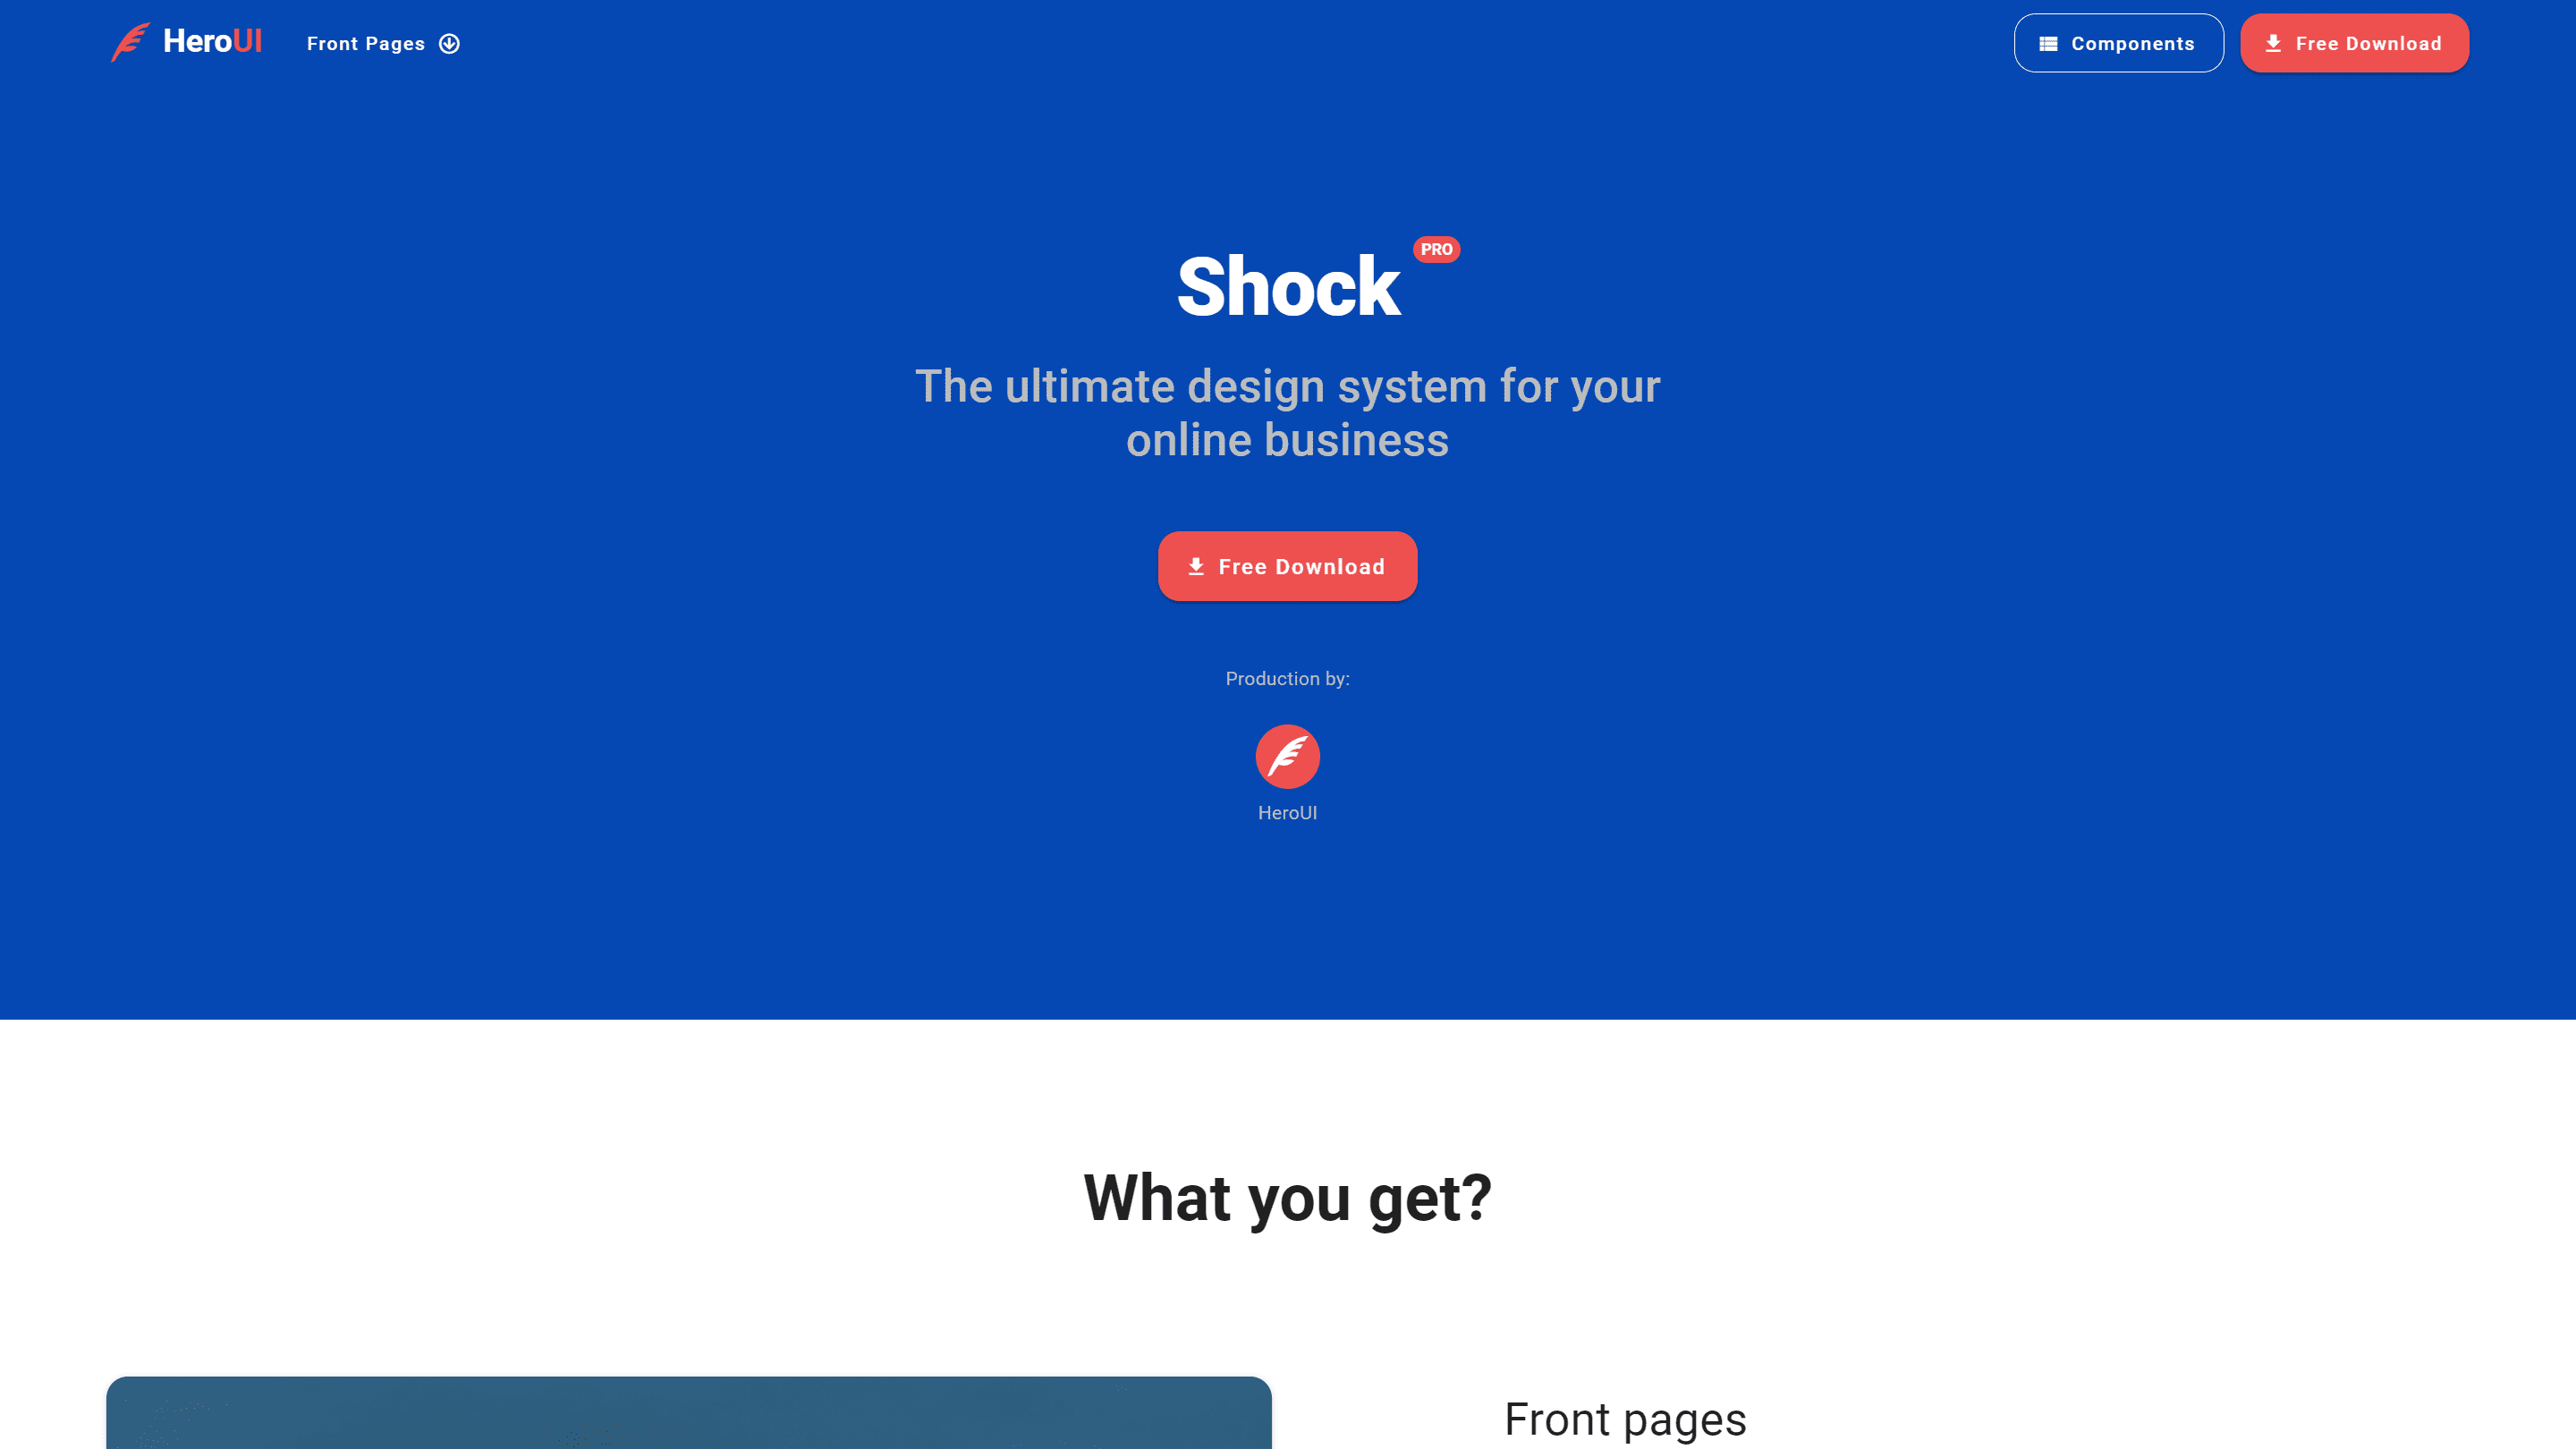 HeroUI
Front Pages
Components
Free Download
Shock
PRO
The ultimate design system for your
online business
Free Download
Production by:
HeroUI
What you get?
Front pages